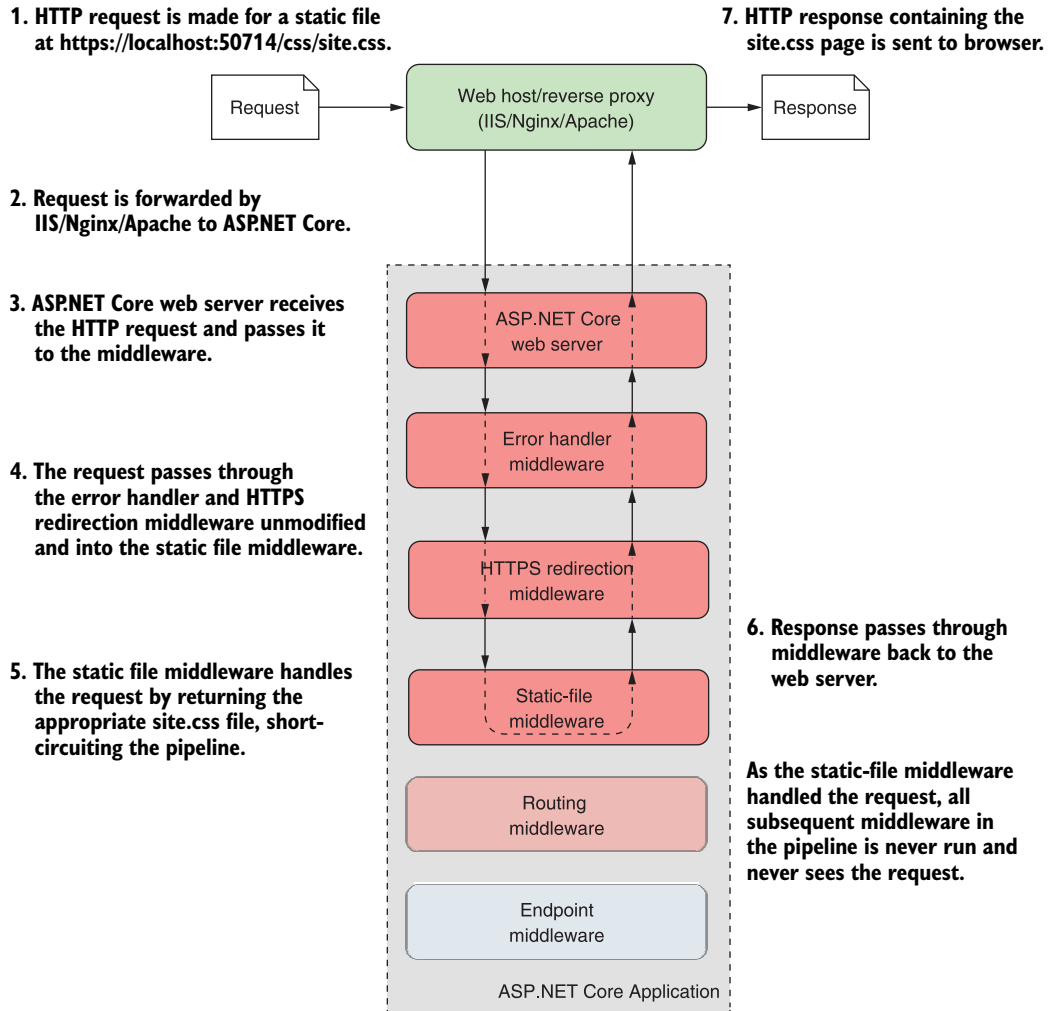 1. HTTP request is made for a static file
at https://localhost:50714/css/site.css.
7. HTTP response containing the
site.css page is sent to browser.
Request
Web host/reverse proxy
(IIS/Nginx/Apache)
Response
2. Request is forwarded by
IIS/Nginx/Apache to ASP.NET Core.
3. ASP.NET Core web server receives
the HTTP request and passes it
to the middleware.
ASP.NET Core
web server
Error handler
middleware
4. The request passes through
the error handler and HTTPS
redirection middleware unmodified
and into the static file middleware.
HTTPS redirection
middleware
6. Response passes through
middleware back to the
web server.
5. The static file middleware handles
the request by returning the
appropriate site.css file, short-
circuiting the pipeline.
Static-file
middleware
As the static-file middleware
handled the request, all
subsequent middleware in
the pipeline is never run and
never sees the request.
Routing
middleware
Endpoint
middleware
ASP.NET Core Application